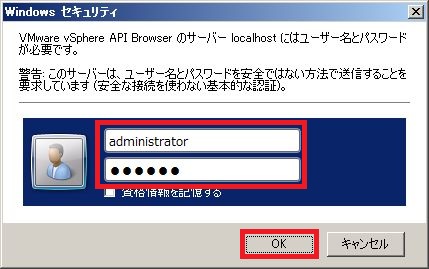 Windows セキュリティ
VMware vSphere API Browser のサーバー localhost にはユーザー名とパスワード
が必要です。
警告: このサーバーは、ユーザー名とパスワードを安全ではない方法で送信することを
要求しています (安全な接続を使わない基本的な認証)。
administrator
●●●●●●
資格情報を記憶する
OK
キャンセル